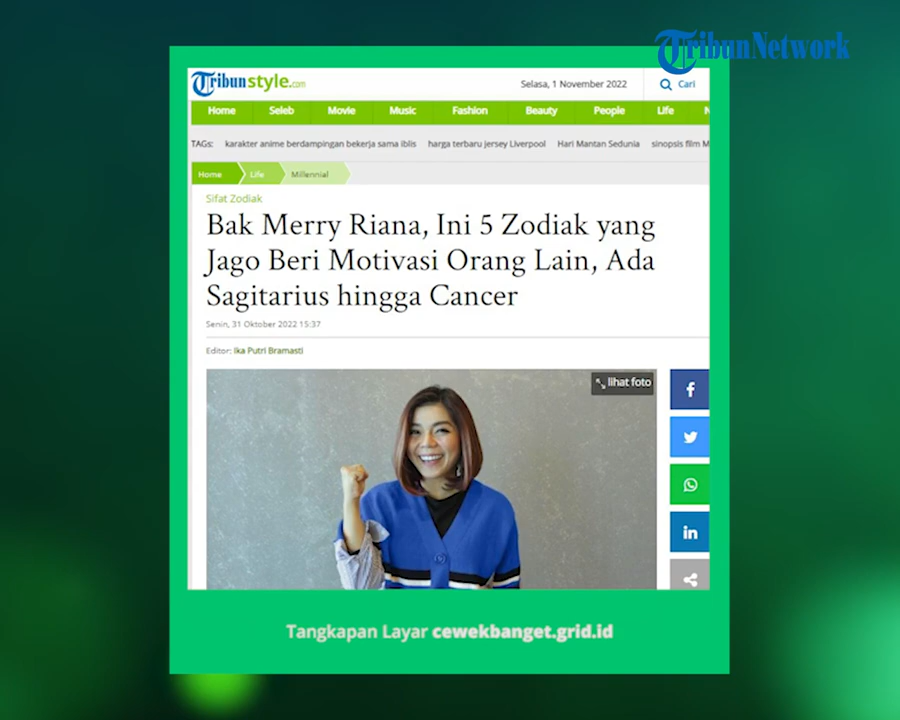 TribunNetwork
Tribunstyle.com
Selasa, 1 November 2022
Cari
Home Seleb Movie Music Fashion Beauty People Life N
TAGs: karakter anime berdampingan bekerja sama iblis harga terbaru jersey Liverpool Hari Mantan Sedunia sinopsis film M
Home Life Millennial
Sifat Zodiak
Bak Merry Riana, Ini 5 Zodiak yang
Jago Beri Motivasi Orang Lain, Ada
Sagitarius hingga Cancer
Senin, 31 Oktober 2022 15:37
Editor: Ika Putri Bramasti
lihat foto
Tangkapan Layar cewekbanget.grid.id